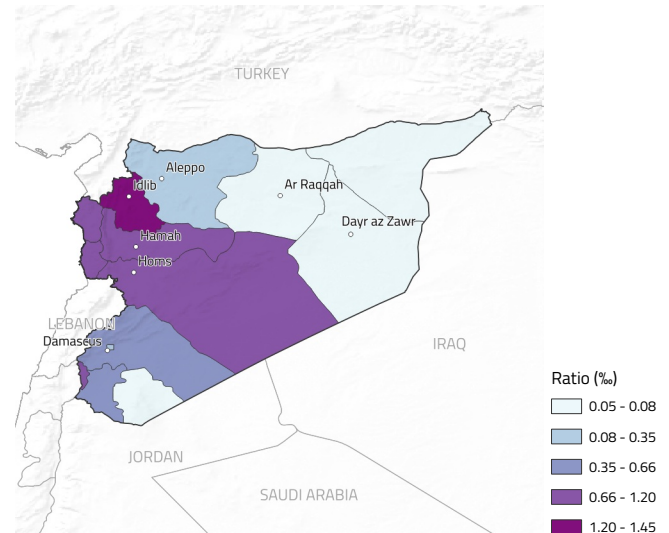 TURKEY
Aleppo
Idlib
Ar Raqqah
Dayr az Zawr
Hamah
Homs
LEBANON
Damascus
IRAQ
JORDAN
SAUDI ARABIA
Ratio (‰)
0.05 - 0.08
0.08 - 0.35
0.35 - 0.66
0.66 - 1.20
1.20 - 1.45